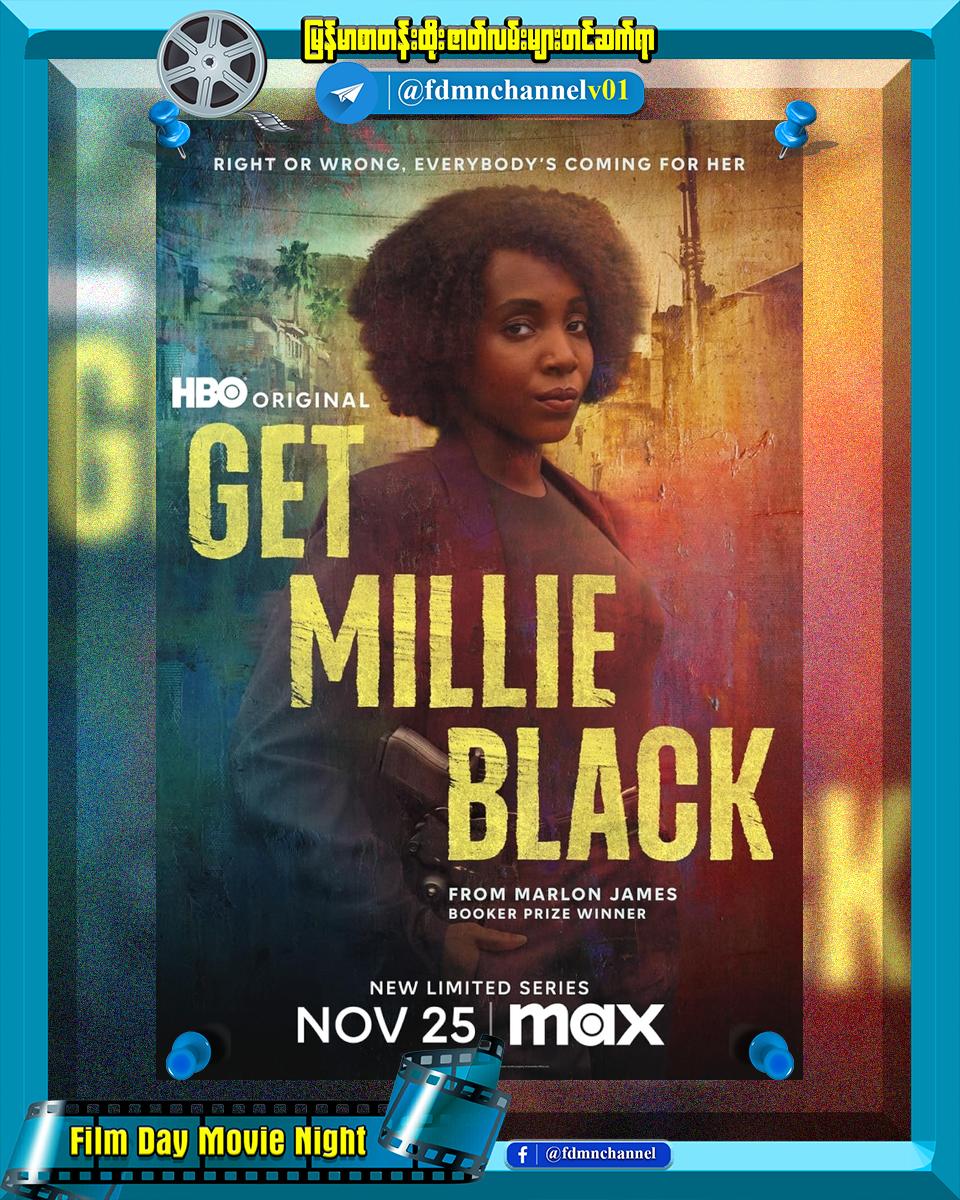 မြန်မာစာတန်းထိုးဇာတ်လမ်းများတင်ဆက်ရာ
@fdmnchannelv01
RIGHT OR WRONG, EVERYBODY'S COMING FOR HER
HBO ORIGINAL
GET
MILLIE
BLACK
FROM MARLON JAMES
BOOKER PRIZE WINNER
NEW LIMITED SERIES
NOV 25 | max
Film Day Movie Night
@fdmnchannel